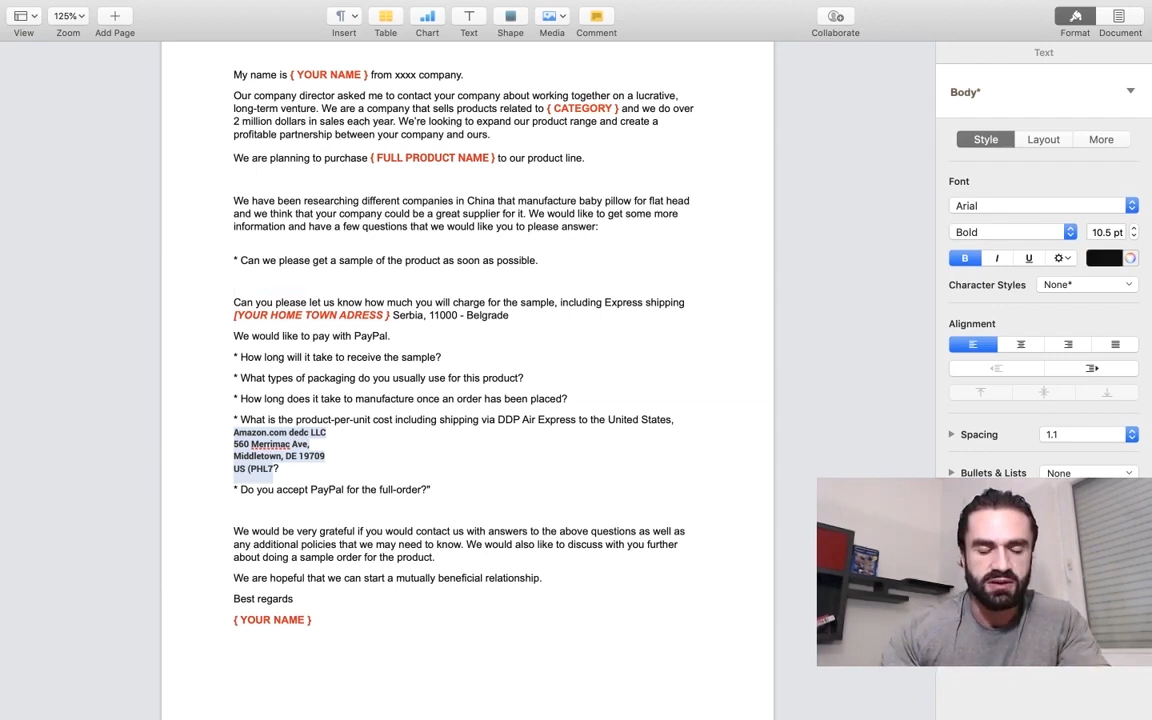 125%
View
Zoom
Add Page
Insert
Table
Chart
Text
Shape
Media
Comment
Collaborate
Format
Document
My name is { YOUR NAME } from xxxx company.
Our company director asked me to contact your company about working together on a lucrative,
long-term venture. We are a company that sells products related to { CATEGORY } and we do over
2 million dollars in sales each year. We're looking to expand our product range and create a
profitable partnership between your company and ours.
We are planning to purchase { FULL PRODUCT NAME } to our product line.
We have been researching different companies in China that manufacture baby pillow for flat head
and we think that your company could be a great supplier for it. We would like to get some more
information and have a few questions that we would like you to please answer:
* Can we please get a sample of the product as soon as possible.
Can you please let us know how much you will charge for the sample, including Express shipping
[YOUR HOME TOWN ADRESS } Serbia, 11000 - Belgrade
We would like to pay with PayPal.
* How long will it take to receive the sample?
* What types of packaging do you usually use for this product?
* How long does it take to manufacture once an order has been placed?
* What is the product-per-unit cost including shipping via DDP Air Express to the United States,
Amazon.com dedc LLC
560 Merrimac Ave,
Middletown, DE 19709
US (PHL7?
* Do you accept PayPal for the full-order?"
We would be very grateful if you would contact us with answers to the above questions as well as
any additional policies that we may need to know. We would also like to discuss with you further
about doing a sample order for the product.
We are hopeful that we can start a mutually beneficial relationship.
Best regards
{ YOUR NAME }
Text
Body*
Style
Layout
More
Font
Arial
Bold
10.5 pt
B
I
U
Character Styles
None*
Alignment
Spacing
1.1
Bullets & Lists
None